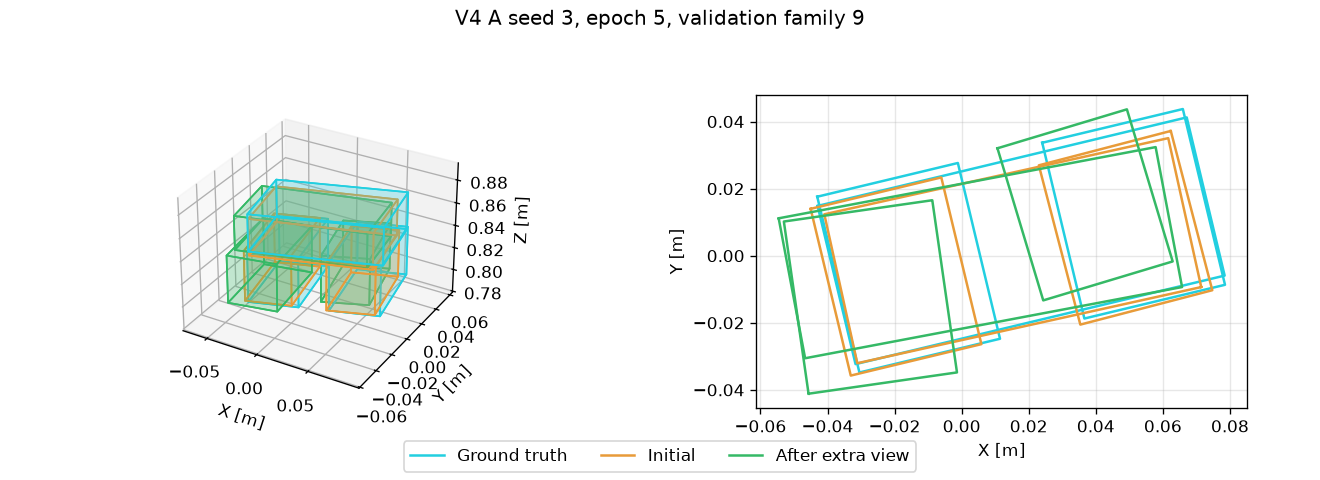 V4 A seed 3, epoch 5, validation family 9
0.88
0.86
0.84
0.82
0.80
0.78
Z [m]
0.06
0.04
0.02
0.00
−0.02
−0.04
−0.06
Y [m]
−0.05
0.00
0.05
X [m]
0.04
0.02
0.00
−0.02
−0.04
Y [m]
−0.06 −0.04 −0.02 0.00 0.02 0.04 0.06 0.08
X [m]
Ground truth Initial After extra view